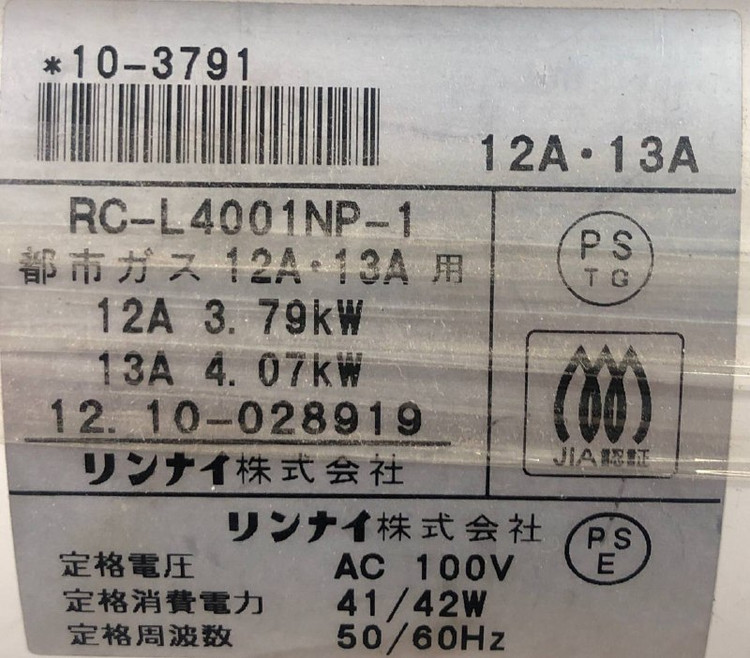 *10-3791
12A・13A
RC-L4001NP-1
都市ガス 12A・13A 用
12A 3.79kW
13A 4.07kW
12.10-028919
リンナイ株式会社
PS
TG
JIA認証
リンナイ株式会社
PS
E
定格電圧 AC 100V
定格消費電力 41/42W
定格周波数 50/60Hz